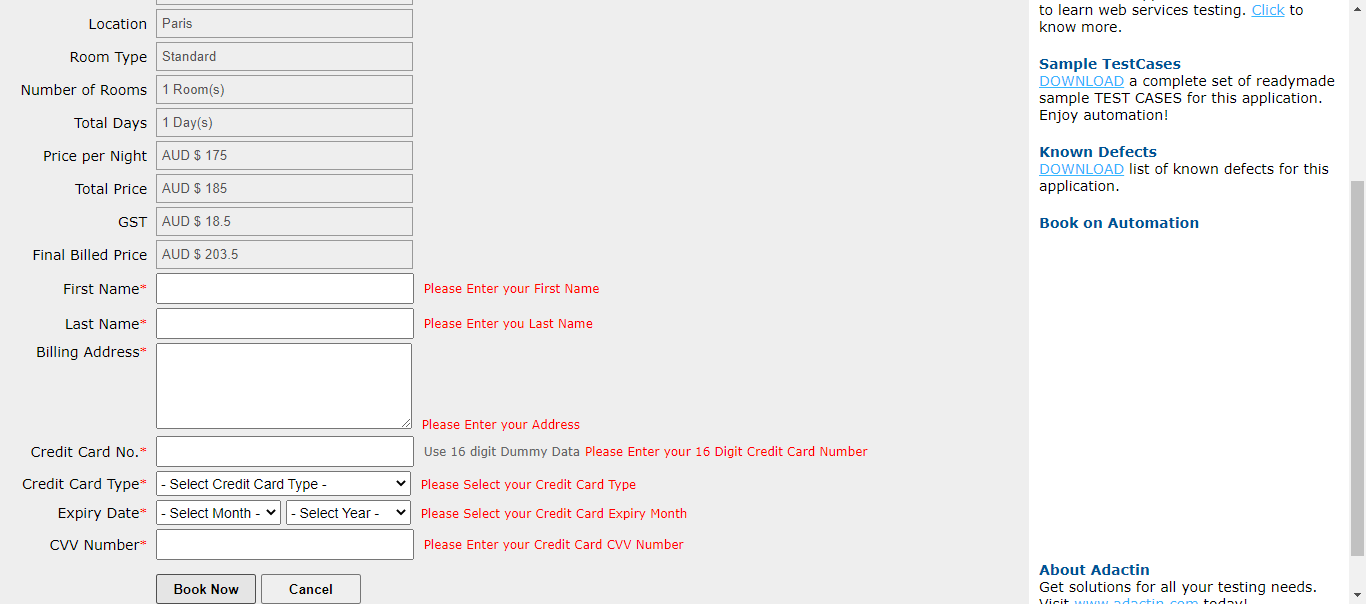 Location Paris
Room Type Standard
Number of Rooms 1 Room(s)
Total Days 1 Day(s)
Price per Night AUD $ 175
Total Price AUD $ 185
GST AUD $ 18.5
Final Billed Price AUD $ 203.5
First Name* Please Enter your First Name
Last Name* Please Enter you Last Name
Billing Address*
Please Enter your Address
Credit Card No.* Use 16 digit Dummy Data Please Enter your 16 Digit Credit Card Number
Credit Card Type* - Select Credit Card Type - Please Select your Credit Card Type
Expiry Date* - Select Month - - Select Year - Please Select your Credit Card Expiry Month
CVV Number* Please Enter your Credit Card CVV Number
Book Now Cancel
to learn web services testing. Click to
know more.
Sample TestCases
DOWNLOAD a complete set of readymade
sample TEST CASES for this application.
Enjoy automation!
Known Defects
DOWNLOAD list of known defects for this
application.
Book on Automation
About Adactin
Get solutions for all your testing needs.
Visit www.adactin.com today!